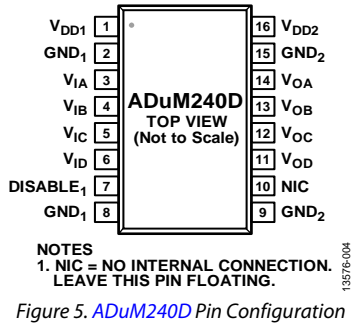 VDD1 1
GND1 2
VIA 3
VIB 4
VIC 5
VID 6
DISABLE1 7
GND1 8
ADuM240D
TOP VIEW
(Not to Scale)
16 VDD2
15 GND2
14 VOA
13 VOB
12 VOC
11 VOD
10 NIC
9 GND2
NOTES
1. NIC = NO INTERNAL CONNECTION.
LEAVE THIS PIN FLOATING.
13576-004
Figure 5. ADuM240D Pin Configuration